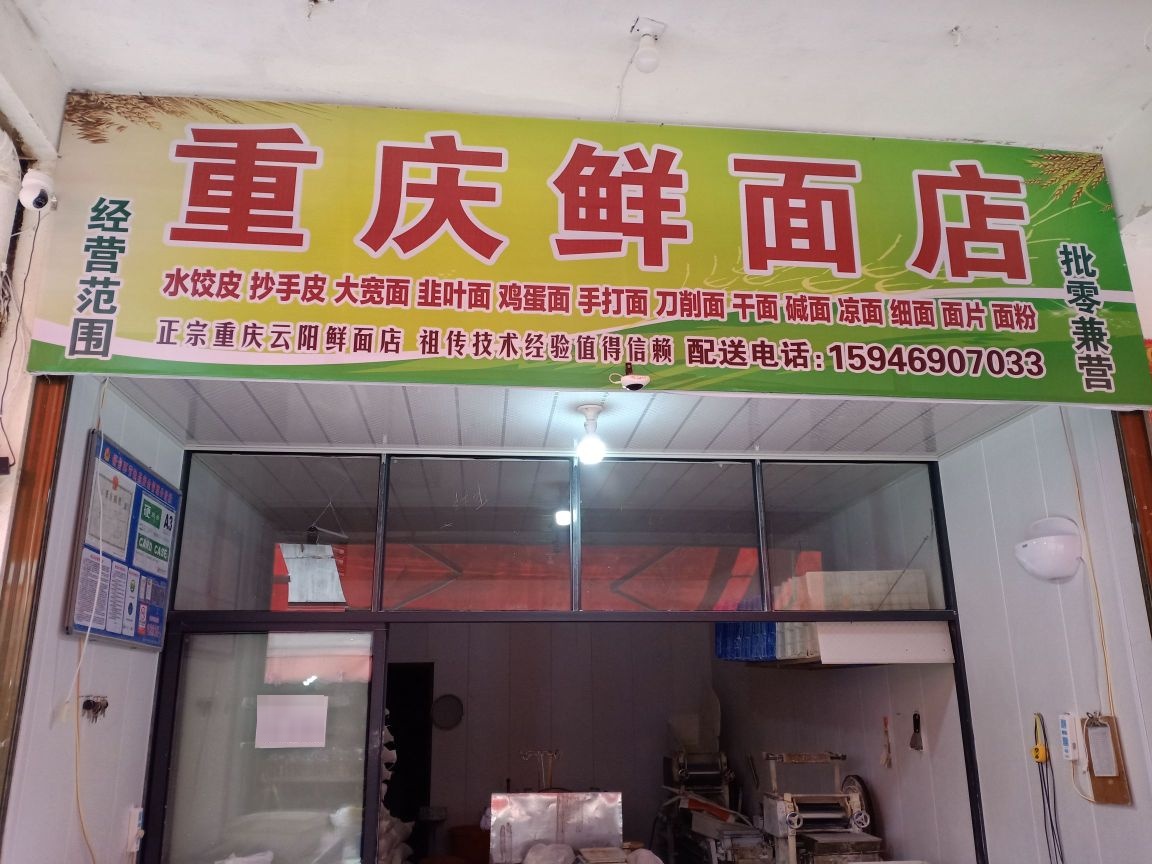 重庆鲜面店
经营范围
水饺皮 抄手皮 大宽面 韭叶面 鸡蛋面 手打面 刀削面 干面 碱面 凉面 细面 面片 面粉
正宗重庆云阳鲜面店 祖传技术经验值得信赖 配送电话:15946907033
批零兼营
A3
CARD CASE